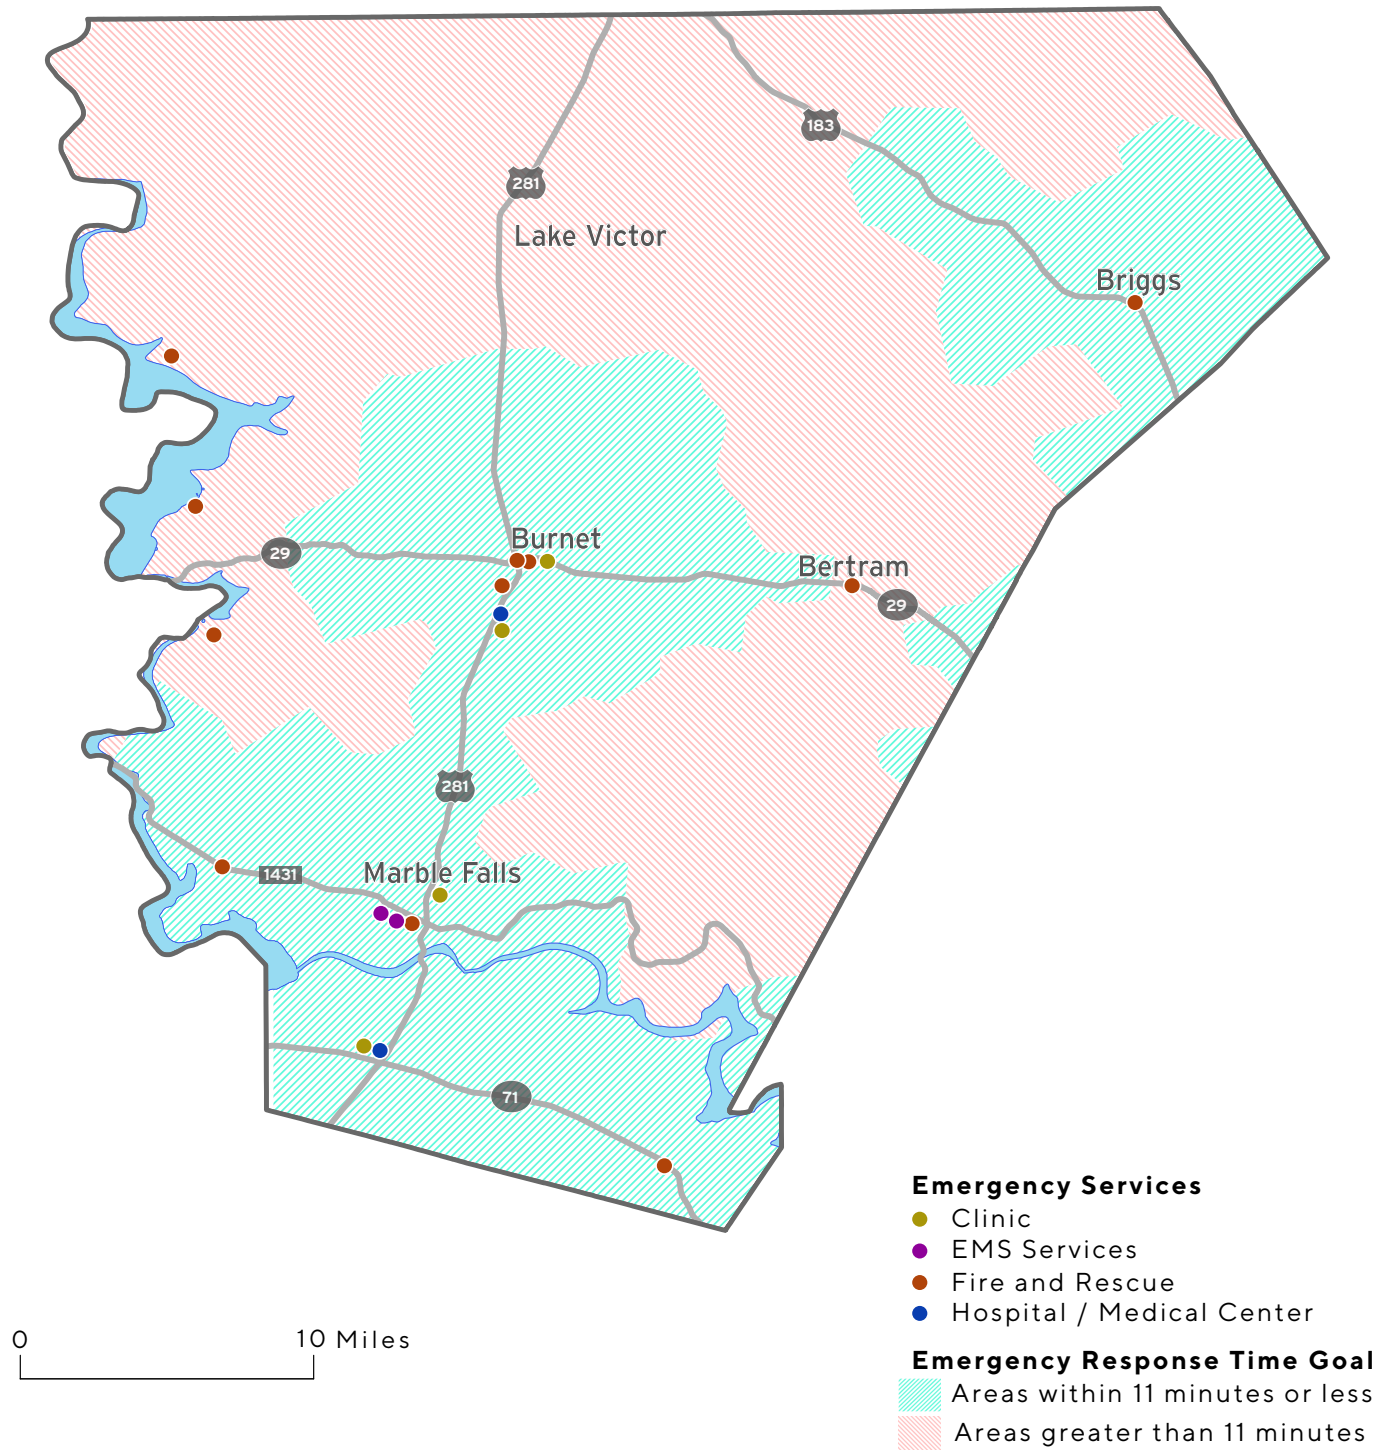 183
281
Lake Victor
Briggs
Burnet
29
Bertram
29
281
Marble Falls
1431
71
Emergency Services
Clinic
EMS Services
Fire and Rescue
Hospital / Medical Center
0
10 Miles
Emergency Response Time Goal
Areas within 11 minutes or less
Areas greater than 11 minutes